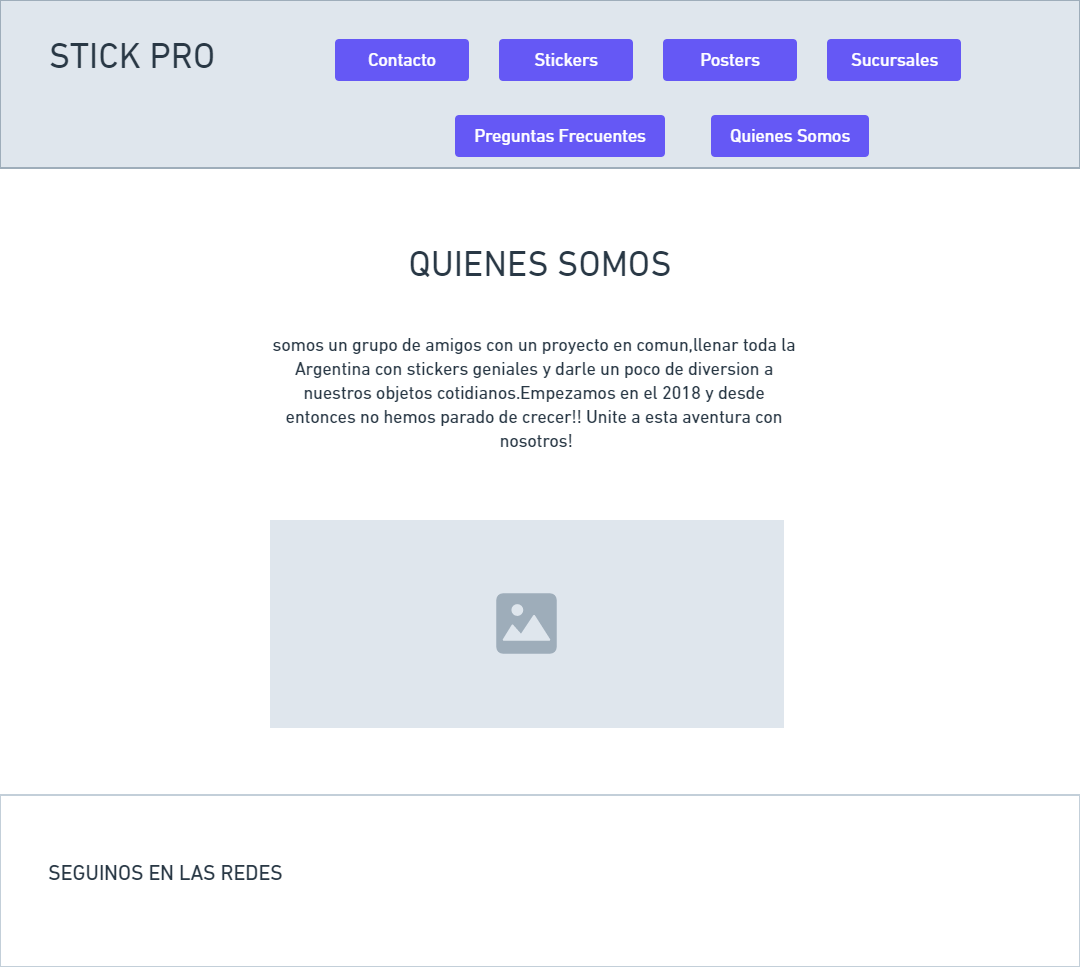 STICK PRO
Contacto
Stickers
Posters
Sucursales
Preguntas Frecuentes
Quienes Somos
QUIENES SOMOS
somos un grupo de amigos con un proyecto en comun,llenar toda la
Argentina con stickers geniales y darle un poco de diversion a
nuestros objetos cotidianos.Empezamos en el 2018 y desde
entonces no hemos parado de crecer!! Unite a esta aventura con
nosotros!
SEGUINOS EN LAS REDES